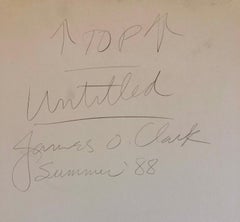 ↑ TOP ↑
Untitled
James O. Clark
Summer '88